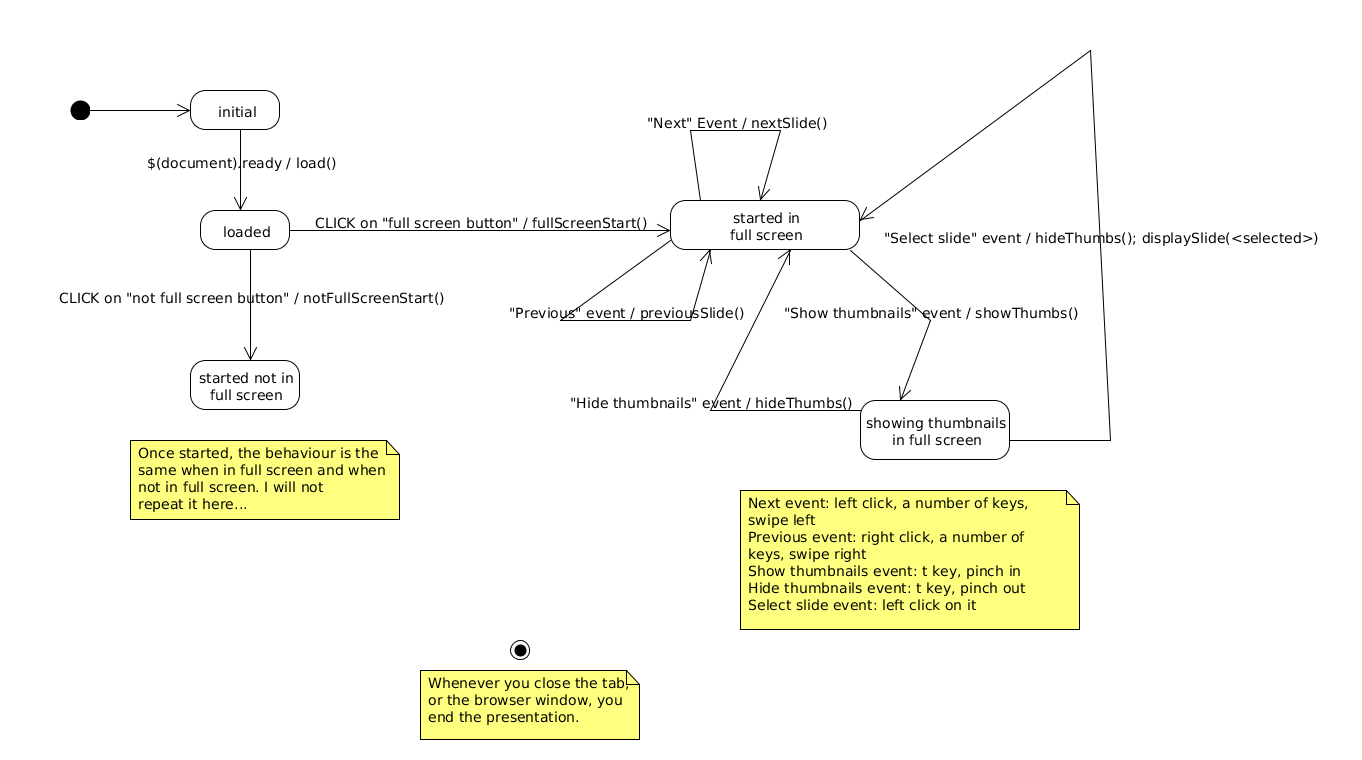 initial
"Next" Event / nextSlide()
$(document).ready / load()
started in
full screen
CLICK on "full screen button" / fullScreenStart()
loaded
"Select slide" event / hideThumbs(); displaySlide(<selected>)
CLICK on "not full screen button" / notFullScreenStart()
"Previous" event / previousSlide()
"Show thumbnails" event / showThumbs()
started not in
full screen
"Hide thumbnails" event / hideThumbs()
showing thumbnails
in full screen
Once started, the behaviour is the
same when in full screen and when
not in full screen. I will not
repeat it here...
Next event: left click, a number of keys,
swipe left
Previous event: right click, a number of
keys, swipe right
Show thumbnails event: t key, pinch in
Hide thumbnails event: t key, pinch out
Select slide event: left click on it
Whenever you close the tab,
or the browser window, you
end the presentation.